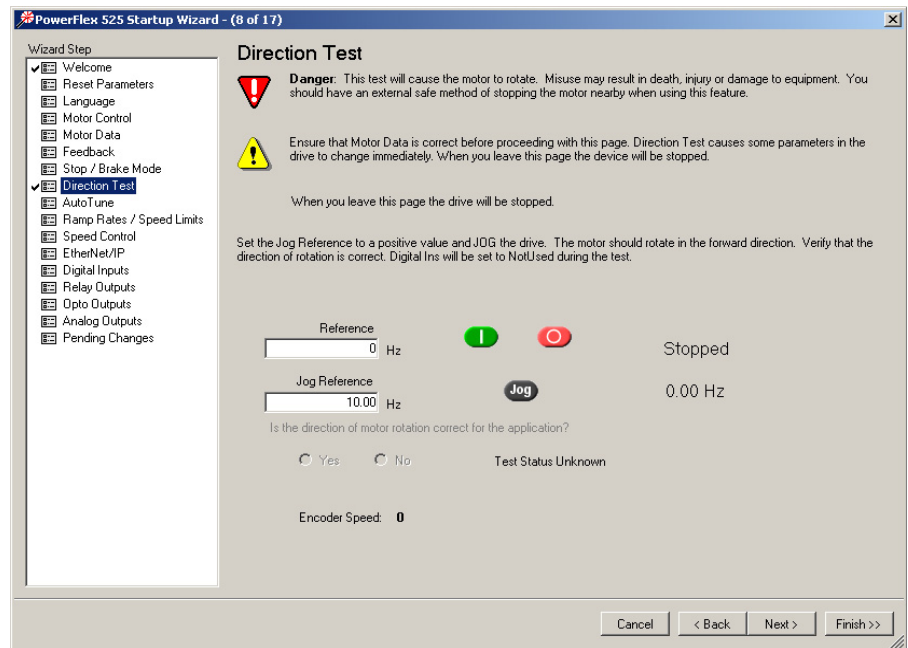 PowerFlex 525 Startup Wizard - (8 of 17)
Wizard Step
Welcome
Reset Parameters
Language
Motor Control
Motor Data
Feedback
Stop / Brake Mode
Direction Test
AutoTune
Ramp Rates / Speed Limits
Speed Control
EtherNet/IP
Digital Inputs
Relay Outputs
Opto Outputs
Analog Outputs
Pending Changes
Direction Test
Danger: This test will cause the motor to rotate. Misuse may result in death, injury or damage to equipment. You
should have an external safe method of stopping the motor nearby when using this feature.
Ensure that Motor Data is correct before proceeding with this page. Direction Test causes some parameters in the
drive to change immediately. When you leave this page the device will be stopped.
When you leave this page the drive will be stopped.
Set the Jog Reference to a positive value and JOG the drive. The motor should rotate in the forward direction. Verify that the
direction of rotation is correct. Digital Ins will be set to NotUsed during the test.
Reference
0 Hz
Stopped
Jog Reference
10.00 Hz
Jog
0.00 Hz
Is the direction of motor rotation correct for the application?
Yes No Test Status Unknown
Encoder Speed: 0
Cancel < Back Next > Finish >>